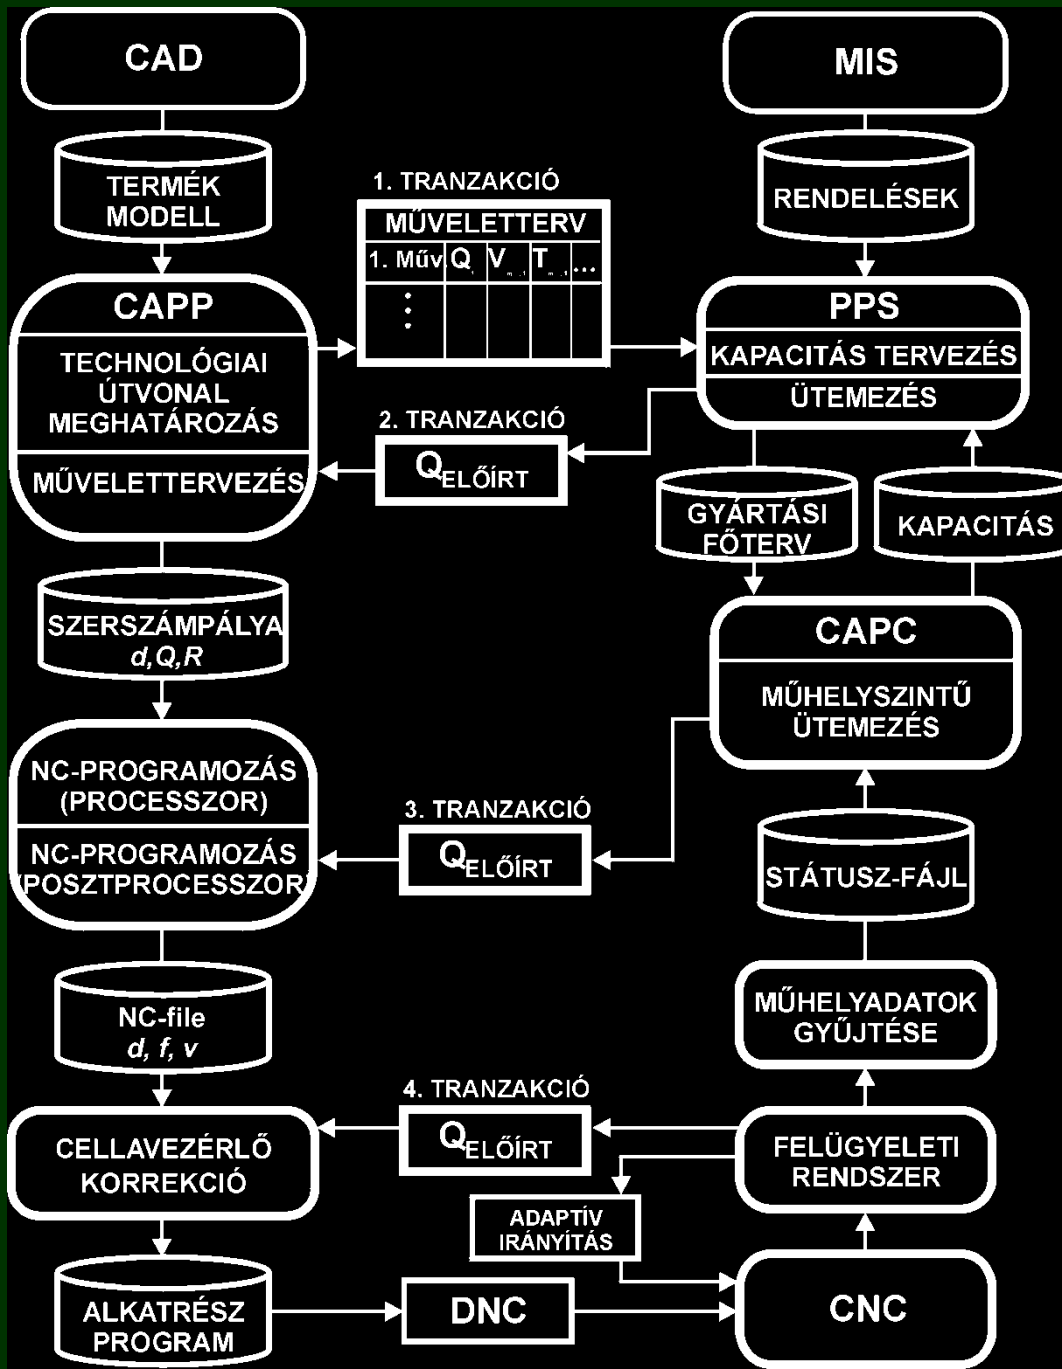 CAD
MIS
TERMÉK
MODELL
RENDELÉSEK
1. TRANZAKCIÓ
MŰVELETTERV
1. Műv. Q V T ...
CAPP
TECHNOLÓGIAI
ÚTVONAL
MEGHATÁROZÁS
MŰVELETTERVEZÉS
PPS
KAPACITÁS TERVEZÉS
ÜTEMEZÉS
2. TRANZAKCIÓ
QELŐÍRT
GYÁRTÁSI
FŐTERV
KAPACITÁS
SZERSZÁMPÁLYA
d,Q,R
CAPC
MŰHELYSZINTŰ
ÜTEMEZÉS
NC-PROGRAMOZÁS
(PROCESSZOR)
NC-PROGRAMOZÁS
(POSZTPROCESSZOR)
3. TRANZAKCIÓ
QELŐÍRT
STÁTUSZ-FÁJL
NC-file
d, f, v
MŰHELYADATOK
GYŰJTÉSE
4. TRANZAKCIÓ
QELŐÍRT
CELLAVEZÉRLŐ
KORREKCIÓ
FELÜGYELETI
RENDSZER
ADAPTÍV
IRÁNYÍTÁS
ALKATRÉSZ
PROGRAM
DNC
CNC